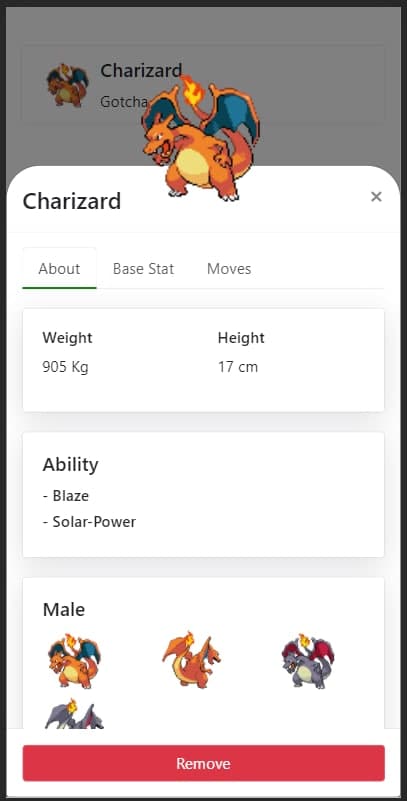 Charizard
Gotcha
Charizard
×
About Base Stat Moves
Weight Height
905 Kg 17 cm
Ability
- Blaze
- Solar-Power
Male
Remove